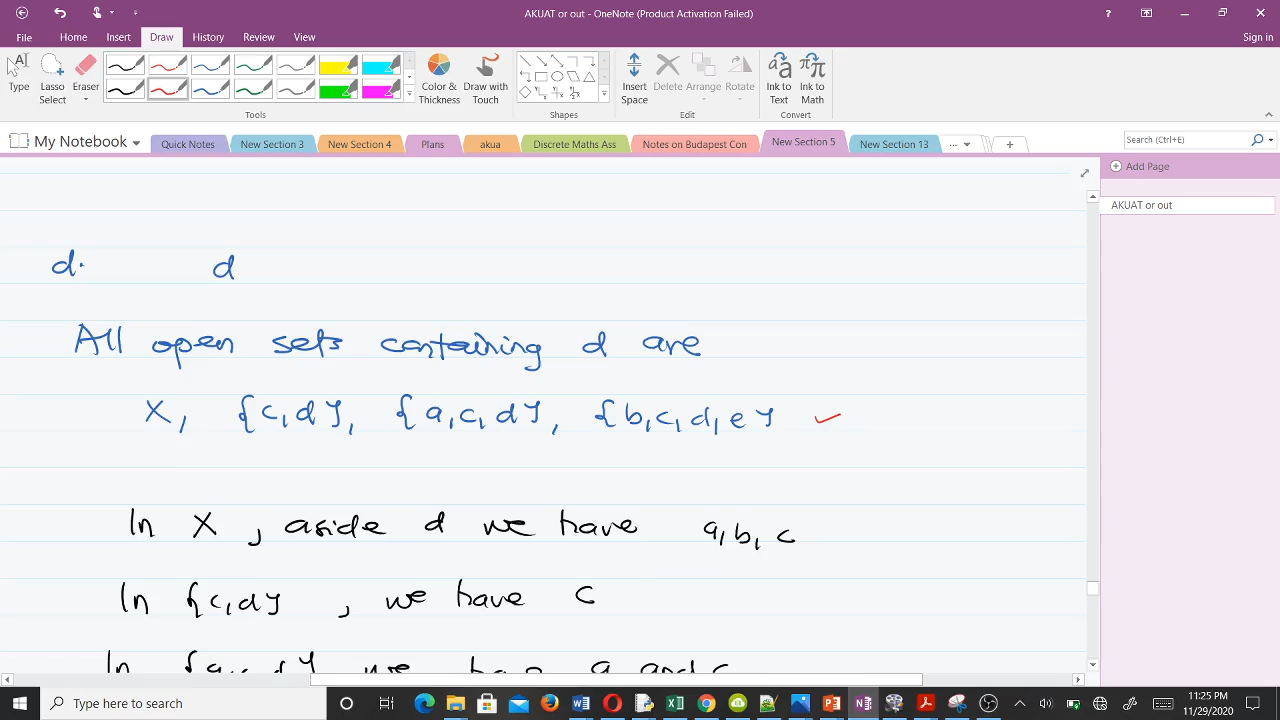 AKUAT or out - OneNote (Product Activation Failed)
File Home Insert Draw History Review View Sign in
Type Lasso Select Eraser Color & Thickness Draw with Touch Insert Space Delete Arrange Rotate Ink to Text Ink to Math
Tools Shapes Edit Convert
My Notebook Quick Notes New Section 3 New Section 4 Plans akua Discrete Maths Ass Notes on Budapest Con New Section 5 New Section 13 ... + Search (Ctrl+E)
Add Page
AKUAT or out
d. d
All open sets containing d are
X, {c,d}, {a,c,d}, {b,c,d,e}
In X, aside d we have a,b,c
In {c,d}, we have c
In {a,c,d} we have a and c
Type here to search
11:25 PM
11/29/2020